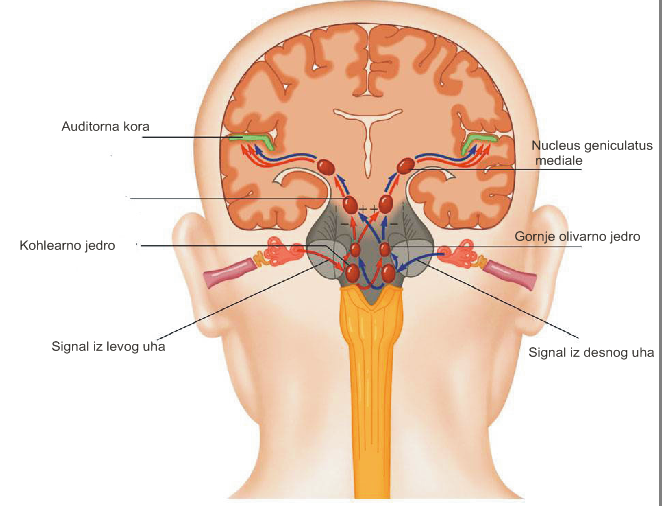 Auditorna kora
Nucleus geniculatus
mediale
Kohlearno jedro
Gornje olivarno jedro
Signal iz levog uha
Signal iz desnog uha